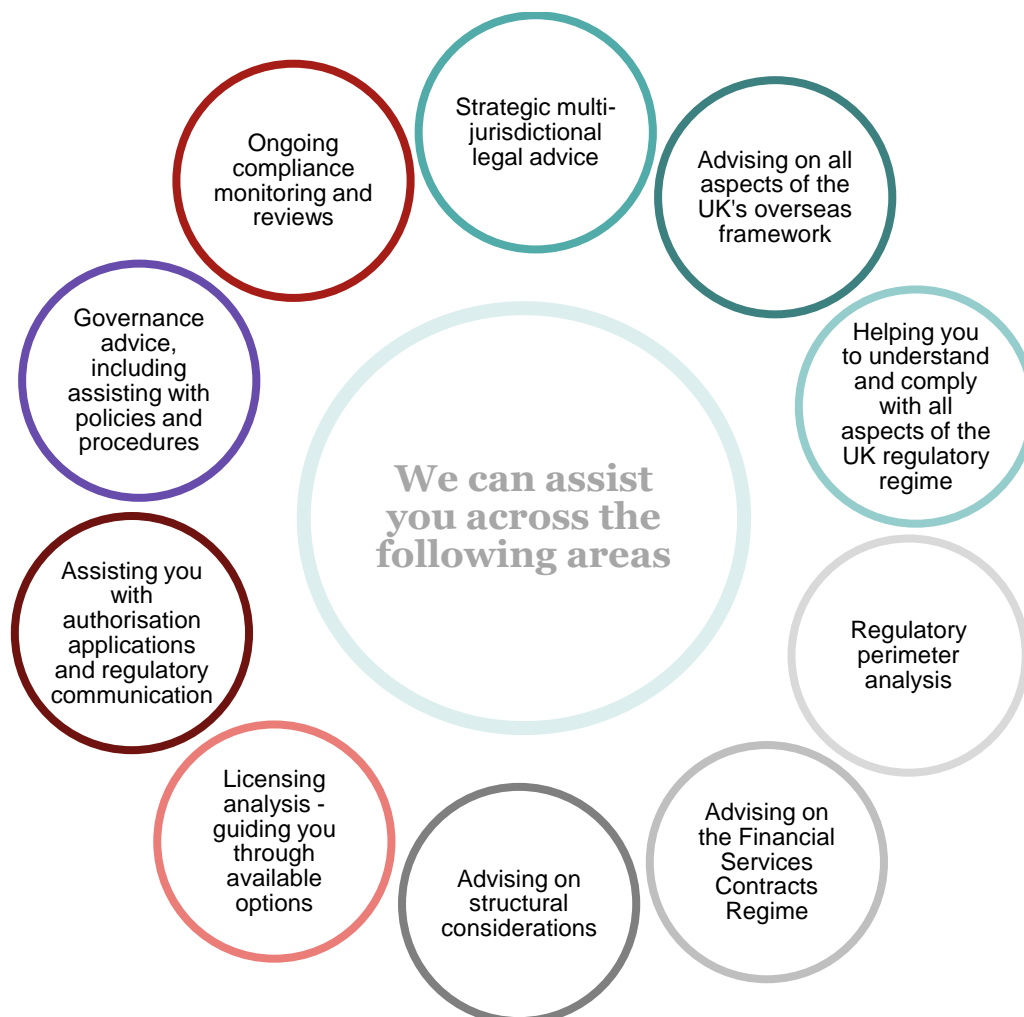 Strategic multi-
jurisdictional
legal advice
Advising on all
aspects of the
UK's overseas
framework
Helping you
to understand
and comply
with all
aspects of the
UK regulatory
regime
Regulatory
perimeter
analysis
Advising on
the Financial
Services
Contracts
Regime
Advising on
structural
considerations
Licensing
analysis -
guiding you
through
available
options
Assisting you
with
authorisation
applications
and regulatory
communication
Governance
advice,
including
assisting with
policies and
procedures
Ongoing
compliance
monitoring and
reviews
We can assist
you across the
following areas